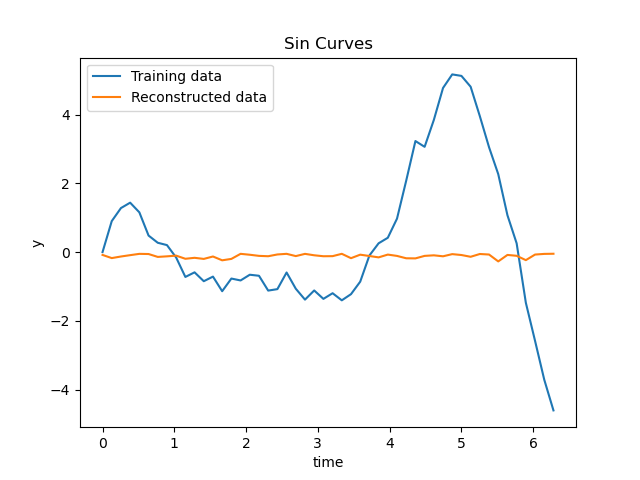 Sin Curves
Training data
Reconstructed data
y
4
2
0
−2
−4
0 1 2 3 4 5 6
time